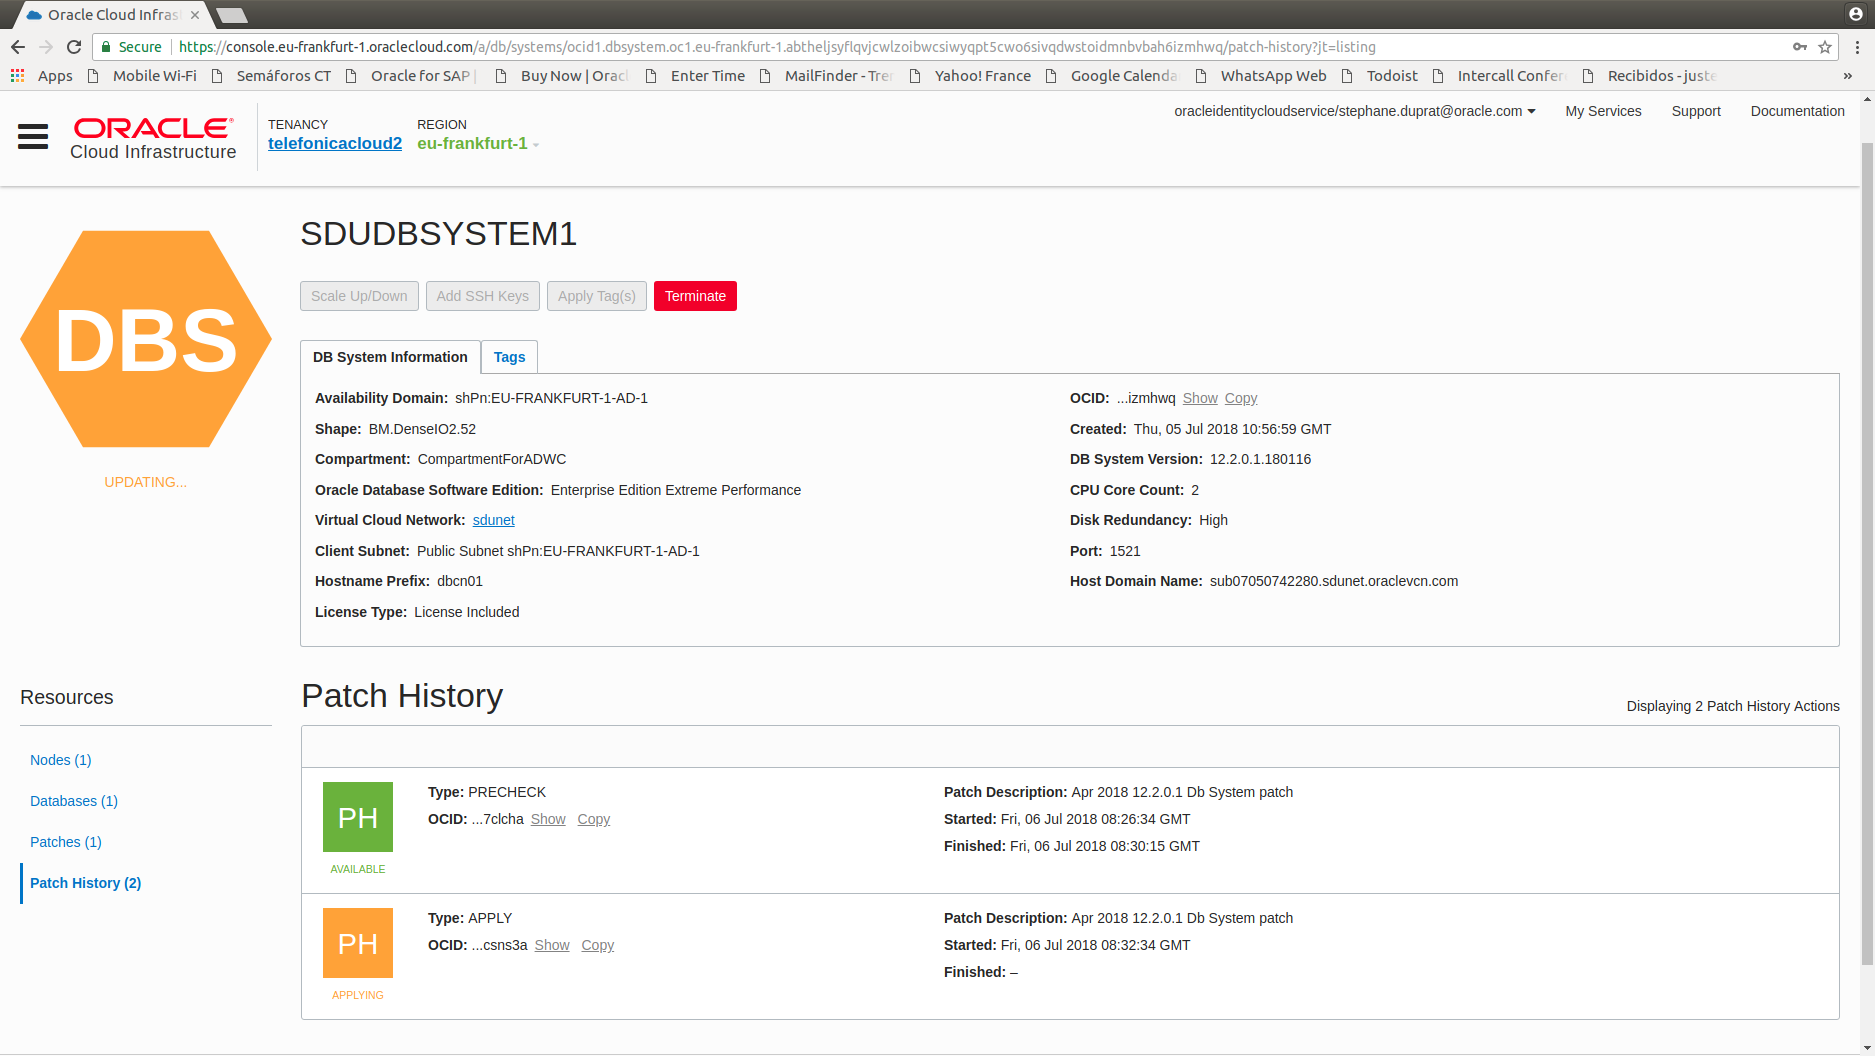 Oracle Cloud Infras
Secure https://console.eu-frankfurt-1.oraclecloud.com/a/db/systems/ocid1.dbsystem.oc1.eu-frankfurt-1.abtheljsyflqvjcwlzoibwcsiwyqpt5cwo6sivqdwstoidmnbvbah6izmhwq/patch-history?jt=listing
Apps Mobile Wi-Fi Semáforos CT Oracle for SAP | Buy Now | Orac Enter Time MailFinder - Tre Yahoo! France Google Calenda WhatsApp Web Todoist Intercall Confer Recibidos - juste »
ORACLE
Cloud Infrastructure
TENANCY
telefonicacloud2
REGION
eu-frankfurt-1
oracleidentitycloudservice/stephane.duprat@oracle.com My Services Support Documentation
DBS
UPDATING...
SDUDBSYSTEM1
Scale Up/Down Add SSH Keys Apply Tag(s) Terminate
DB System Information Tags
Availability Domain: shPn:EU-FRANKFURT-1-AD-1
Shape: BM.DenseIO2.52
Compartment: CompartmentForADWC
Oracle Database Software Edition: Enterprise Edition Extreme Performance
Virtual Cloud Network: sdunet
Client Subnet: Public Subnet shPn:EU-FRANKFURT-1-AD-1
Hostname Prefix: dbcn01
License Type: License Included
OCID: ...izmhwq Show Copy
Created: Thu, 05 Jul 2018 10:56:59 GMT
DB System Version: 12.2.0.1.180116
CPU Core Count: 2
Disk Redundancy: High
Port: 1521
Host Domain Name: sub07050742280.sdunet.oraclevcn.com
Resources
Nodes (1)
Databases (1)
Patches (1)
Patch History (2)
Patch History
Displaying 2 Patch History Actions
PH
AVAILABLE
Type: PRECHECK
OCID: ...7clcha Show Copy
Patch Description: Apr 2018 12.2.0.1 Db System patch
Started: Fri, 06 Jul 2018 08:26:34 GMT
Finished: Fri, 06 Jul 2018 08:30:15 GMT
PH
APPLYING
Type: APPLY
OCID: ...csns3a Show Copy
Patch Description: Apr 2018 12.2.0.1 Db System patch
Started: Fri, 06 Jul 2018 08:32:34 GMT
Finished: –